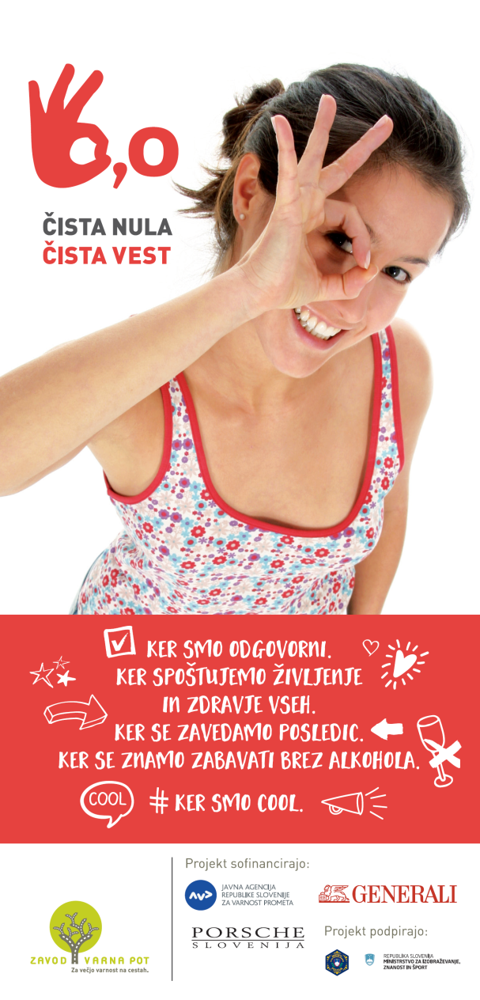 ,0
ČISTA NULA
ČISTA VEST
KER SMO ODGOVORNI.
KER SPOŠTUJEMO ŽIVLJENJE
IN ZDRAVJE VSEH.
KER SE ZAVEDAMO POSLEDIC.
KER SE ZNAMO ZABAVATI BREZ ALKOHOLA.
COOL
# KER SMO COOL.
Projekt sofinancirajo:
AVP
JAVNA AGENCIJA
REPUBLIKE SLOVENIJE
ZA VARNOST PROMETA
GENERALI
PORSCHE
SLOVENIJA
Projekt podpirajo:
REPUBLIKA SLOVENIJA
MINISTRSTVO ZA IZOBRAŽEVANJE,
ZNANOST IN ŠPORT
ZAVOD VARNA POT
Za večjo varnost na cestah.